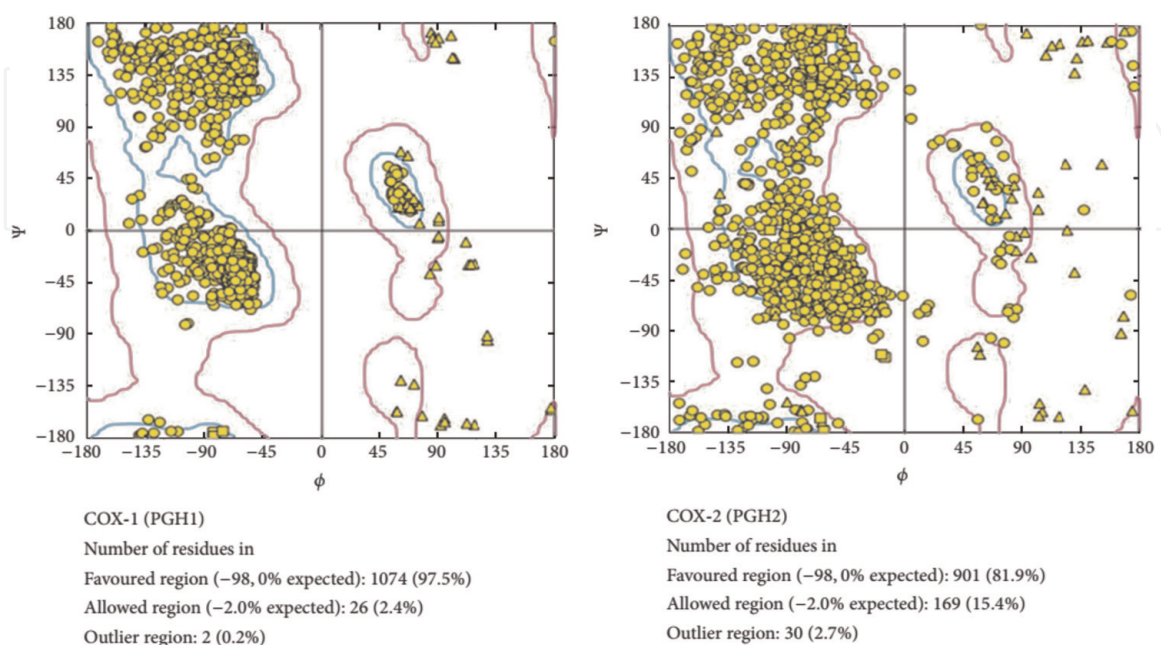 180
135
90
45
0
−45
−90
−135
−180
Ψ
−180 −135 −90 −45 0 45 90 135 180
ϕ
COX-1 (PGH1)
Number of residues in
Favoured region (−98, 0% expected): 1074 (97.5%)
Allowed region (−2.0% expected): 26 (2.4%)
Outlier region: 2 (0.2%)
180
135
90
45
0
−45
−90
−135
−180
Ψ
−180 −135 −90 −45 0 45 90 135 180
ϕ
COX-2 (PGH2)
Number of residues in
Favoured region (−98, 0% expected): 901 (81.9%)
Allowed region (−2.0% expected): 169 (15.4%)
Outlier region: 30 (2.7%)